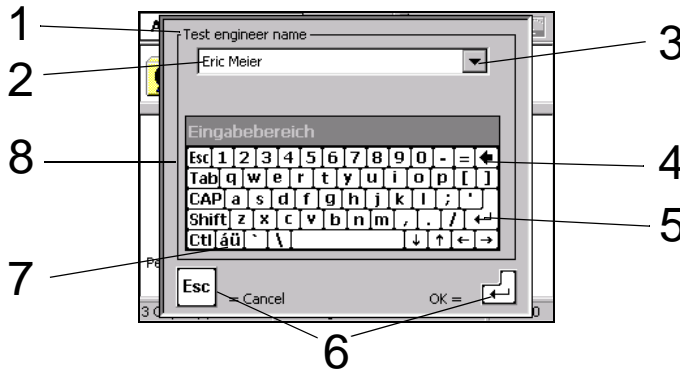 1
Test engineer name
2
Eric Meier
3
Eingabebereich
8
Esc 1 2 3 4 5 6 7 8 9 0 - =
4
Tab q w e r t y u i o p [ ]
CAP a s d f g h j k l ; '
Shift z x c v b n m , . /
5
Ctl áü ` \ ↓ ↑ ← →
7
Esc = Cancel OK =
6